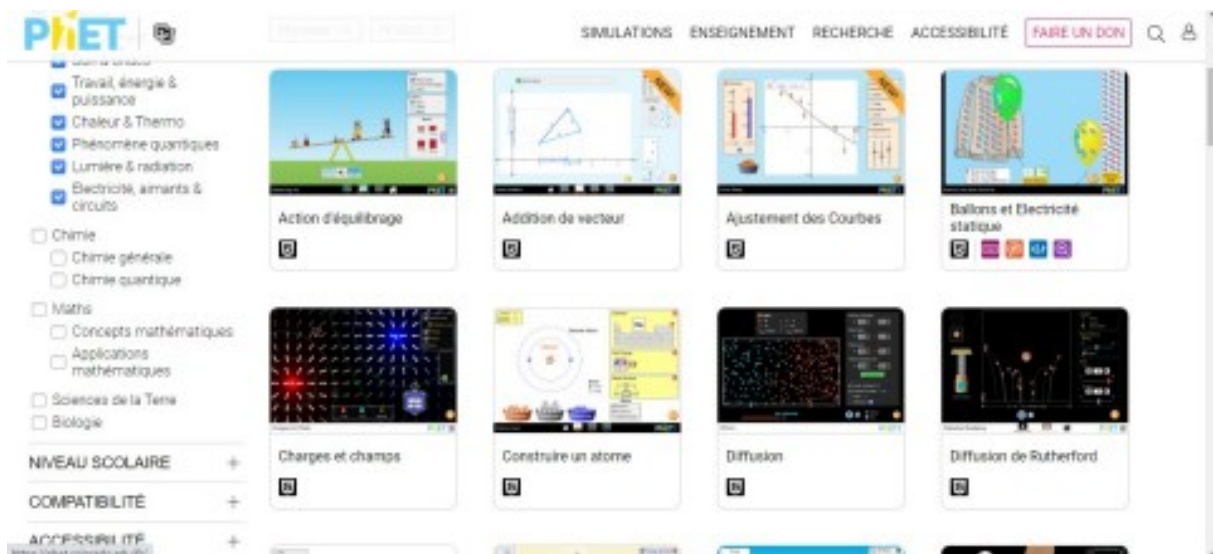 PhET
SIMULATIONS ENSEIGNEMENT RECHERCHE ACCESSIBILITÉ FAIRE UN DON
Travail, énergie &
puissance
Chaleur & Thermo
Phénomène quantiques
Lumière & radiation
Électricité, aimants &
circuits
Chimie
Chimie générale
Chimie quantique
Maths
Concepts mathématiques
Applications
mathématiques
Sciences de la Terre
Biologie
NIVEAU SCOLAIRE +
COMPATIBILITÉ +
ACCESSIBILITÉ +
Action d'équilibrage
Addition de vecteur
Ajustement des Courbes
Ballons et Electricité
statique
Charges et champs
Construire un atome
Diffusion
Diffusion de Rutherford